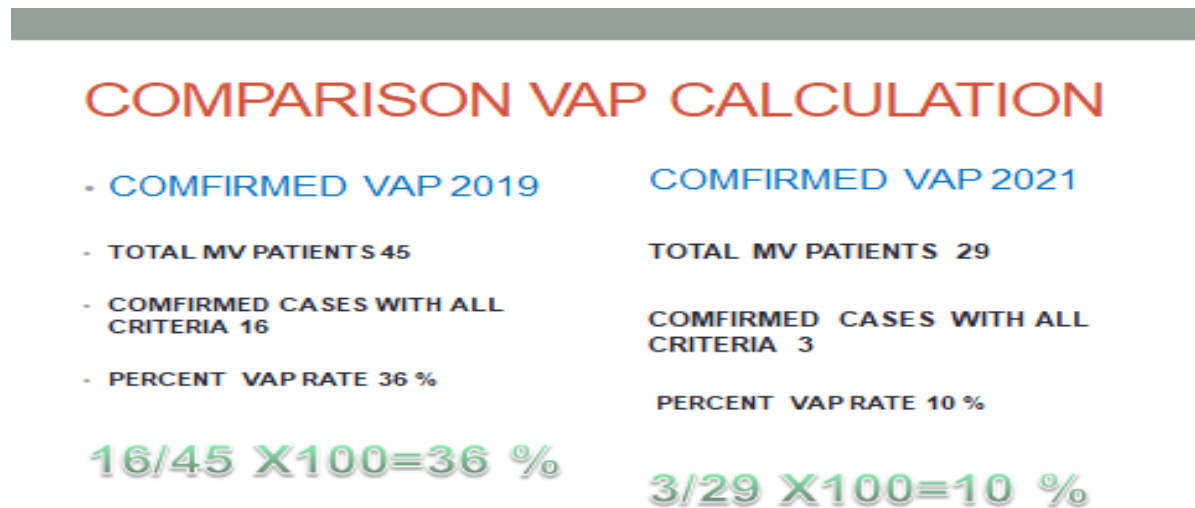 COMPARISON VAP CALCULATION
• COMFIRMED VAP 2019
- TOTAL MV PATIENTS 45
- COMFIRMED CASES WITH ALL
CRITERIA 16
- PERCENT VAP RATE 36 %
16/45 X100=36 %
COMFIRMED VAP 2021
TOTAL MV PATIENTS 29
COMFIRMED CASES WITH ALL
CRITERIA 3
PERCENT VAP RATE 10 %
3/29 X100=10 %